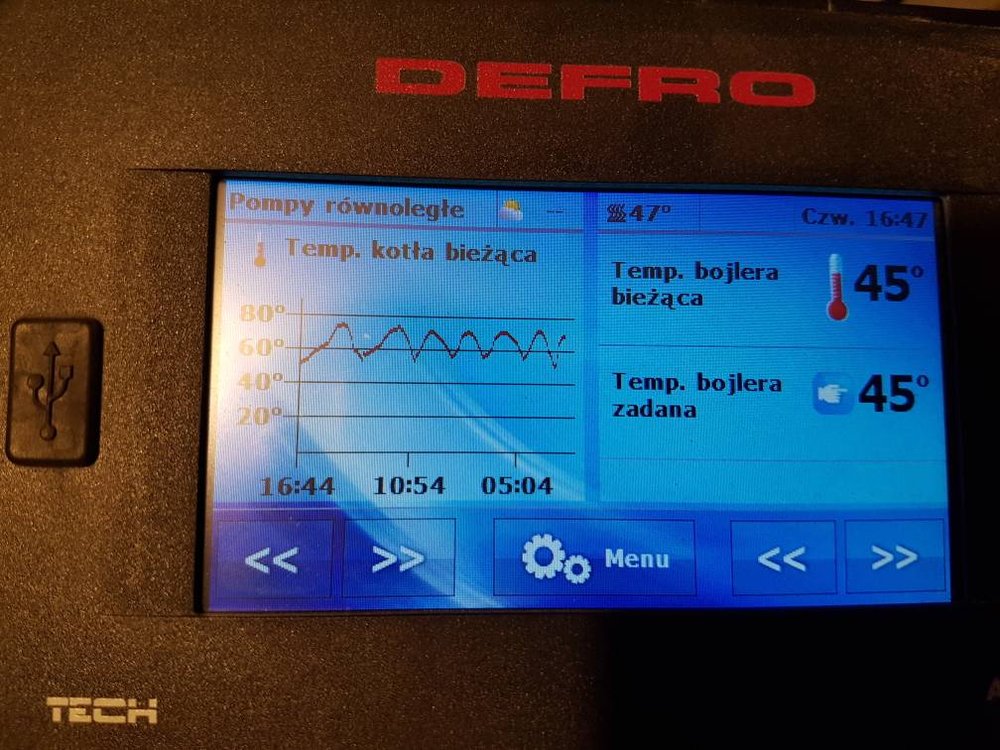 DEFRO
Pompy równoległe --
47° Czw. 16:47
Temp. kotła bieżąca
80°
60°
40°
20°
16:44 10:54 05:04
Temp. bojlera
bieżąca
45°
Temp. bojlera
zadana
45°
<< >> Menu << >>
TECH